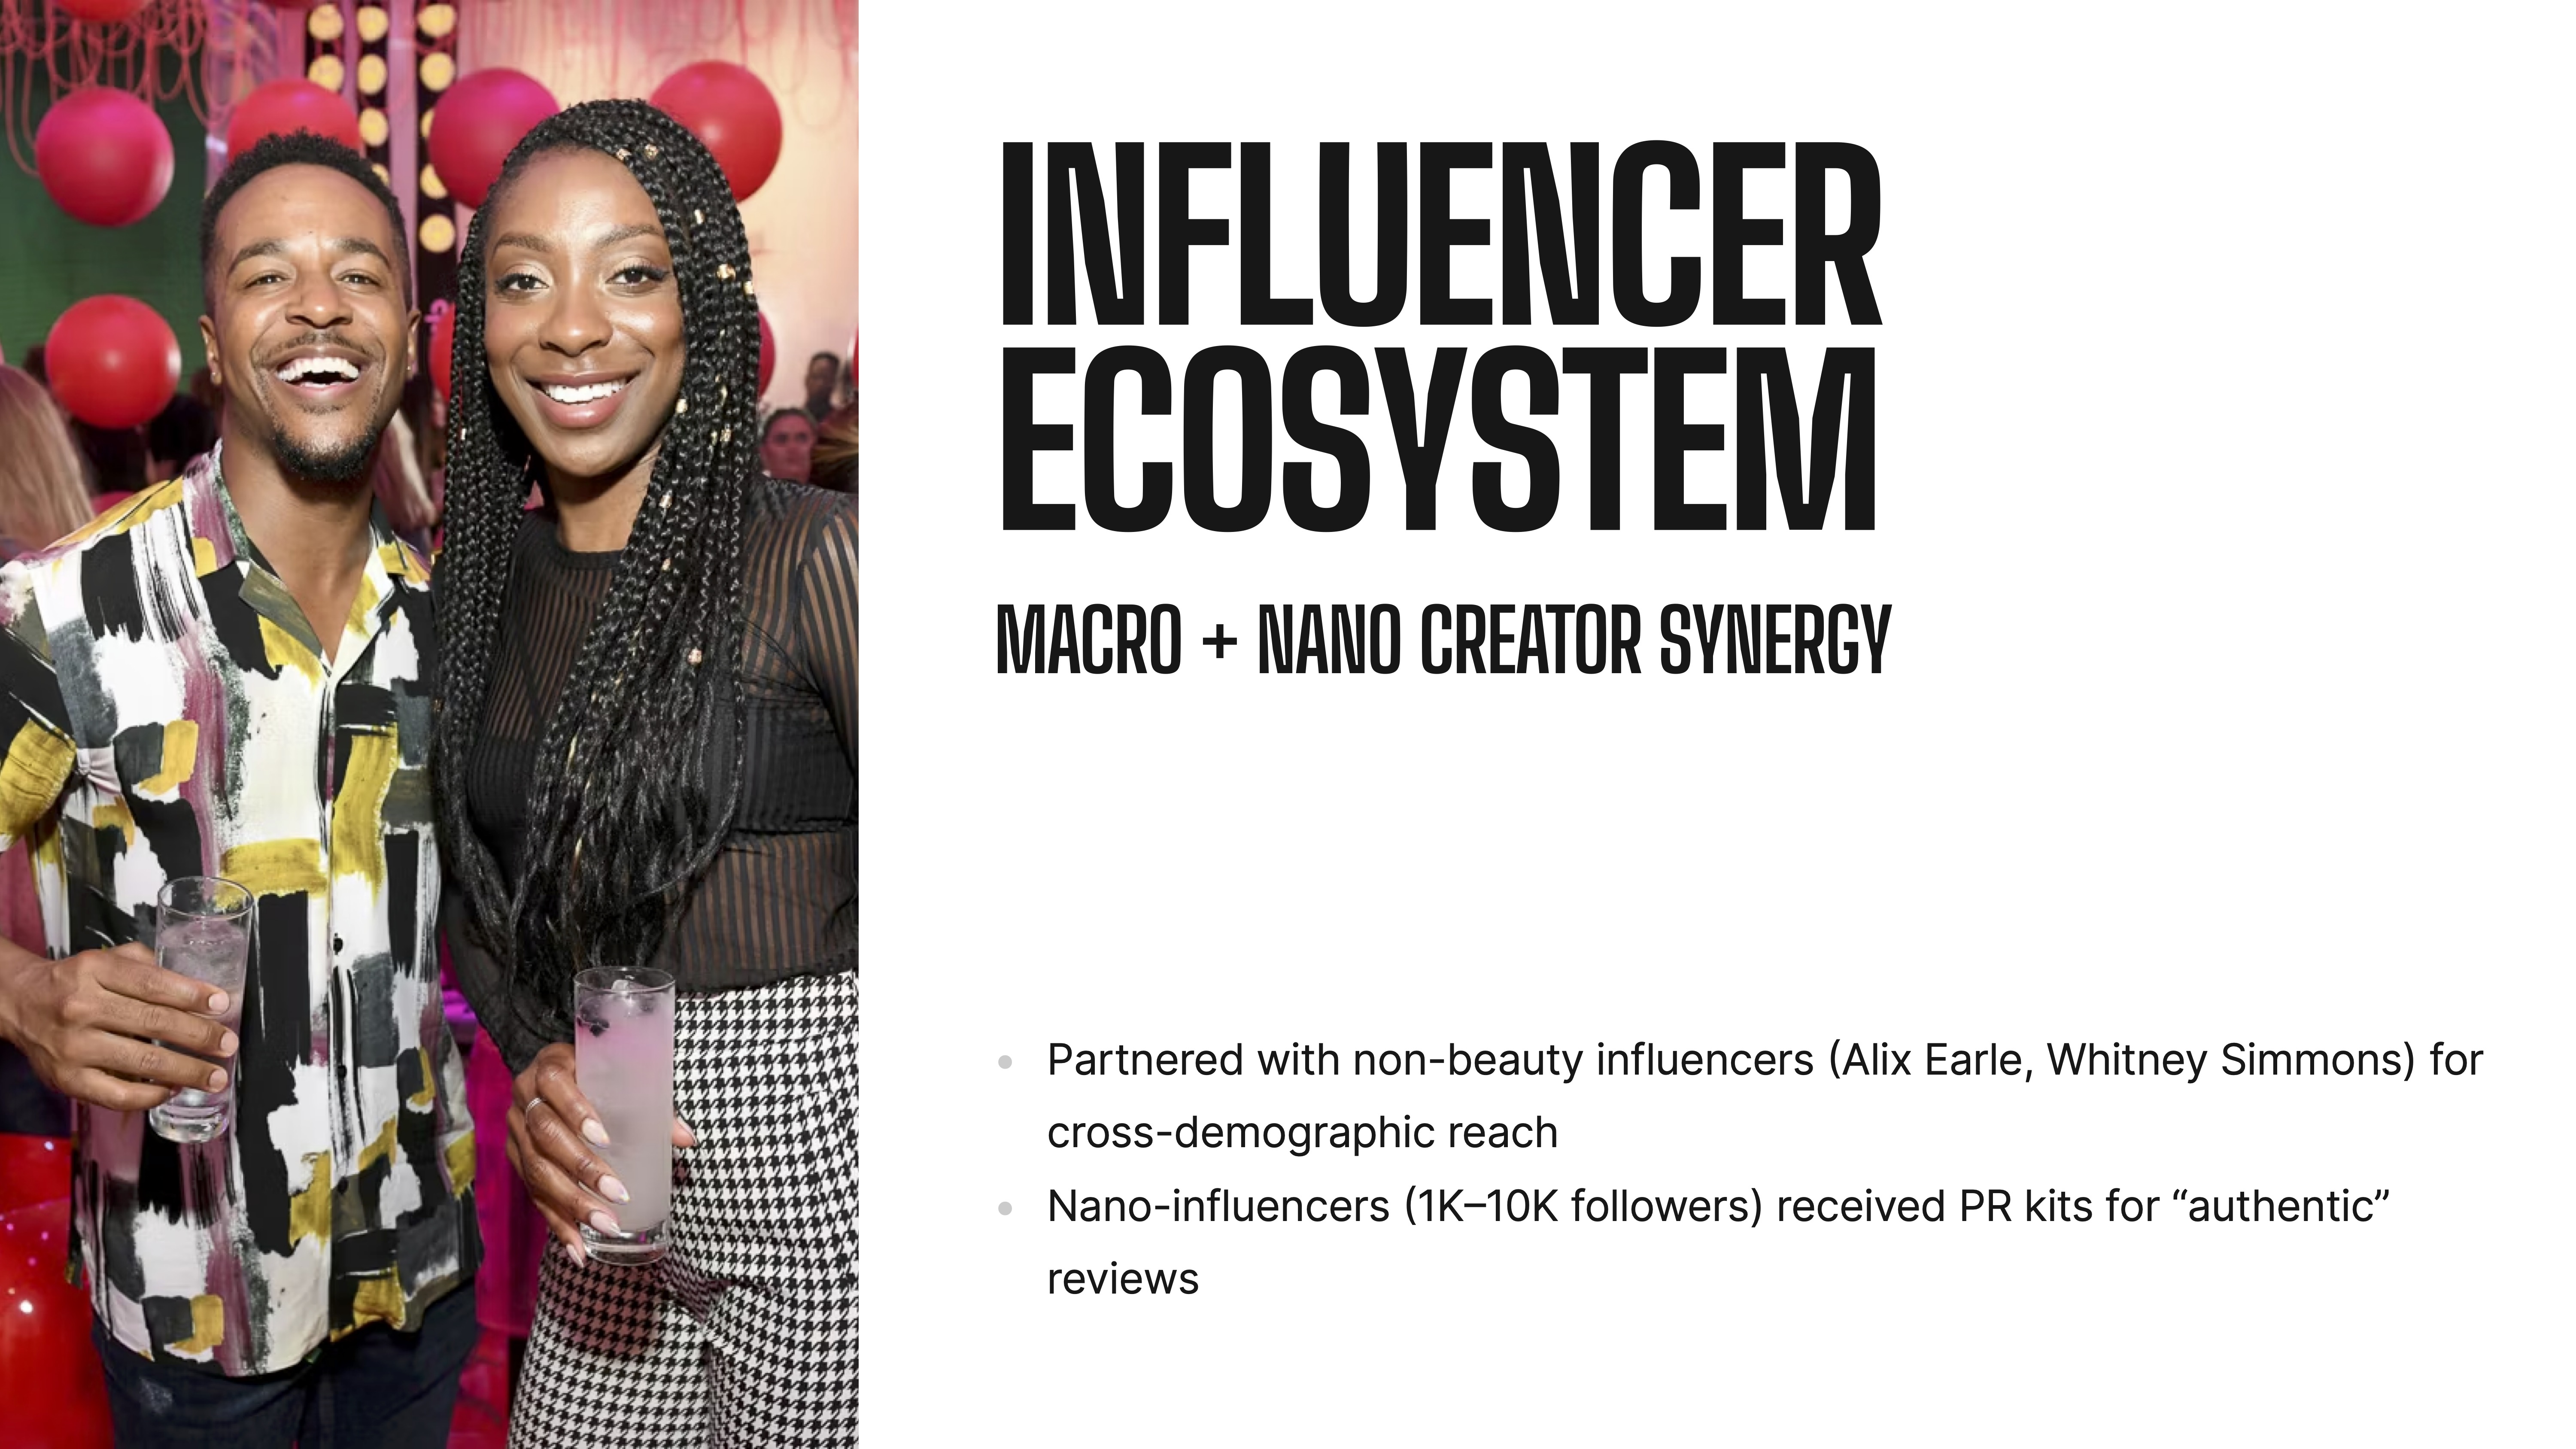 INFLUENCER
ECOSYSTEM
MACRO + NANO CREATOR SYNERGY
• Partnered with non-beauty influencers (Alix Earle, Whitney Simmons) for
cross-demographic reach
• Nano-influencers (1K–10K followers) received PR kits for “authentic”
reviews